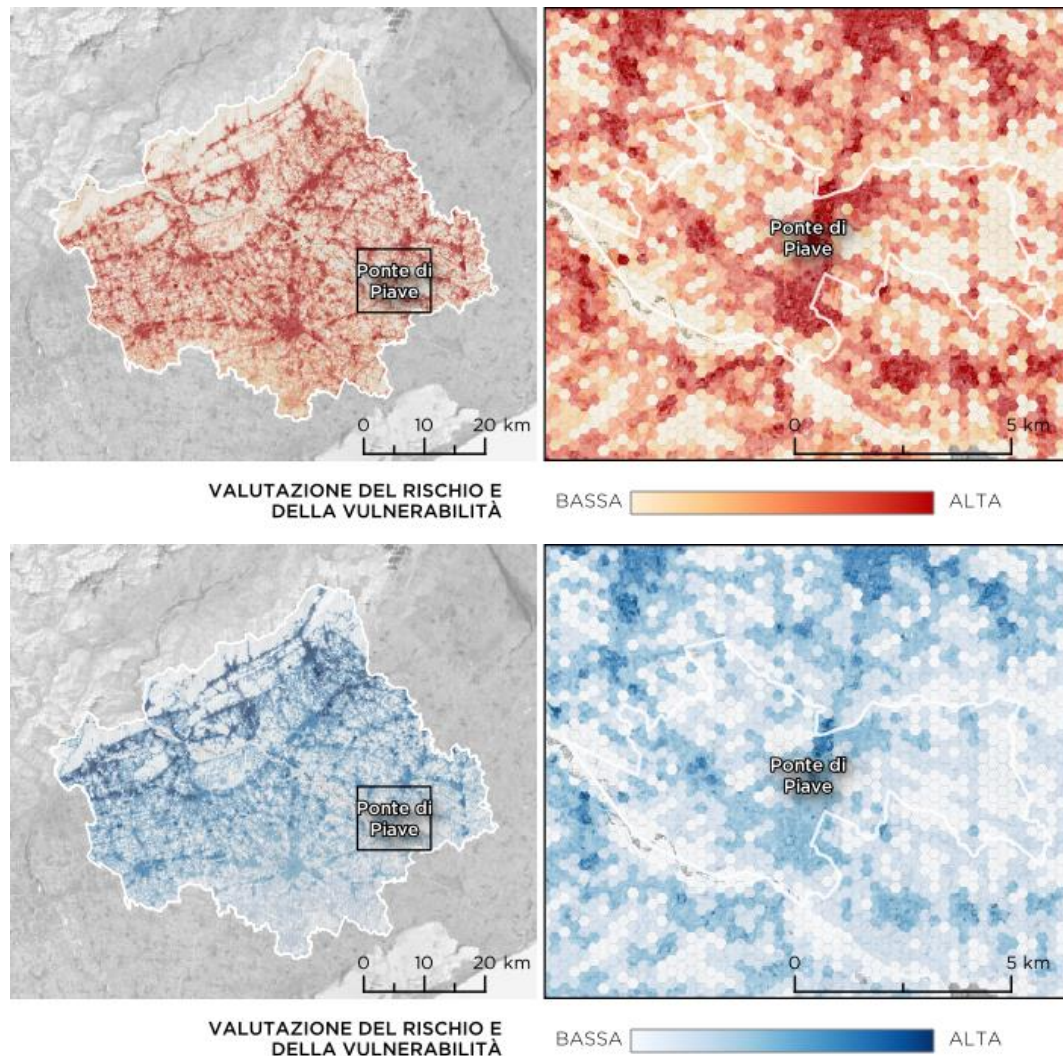 Ponte di
Piave
0 10 20 km
Ponte di
Piave
0 5 km
VALUTAZIONE DEL RISCHIO E
DELLA VULNERABILITÀ
BASSA ALTA
Ponte di
Piave
0 10 20 km
Ponte di
Piave
0 5 km
VALUTAZIONE DEL RISCHIO E
DELLA VULNERABILITÀ
BASSA ALTA